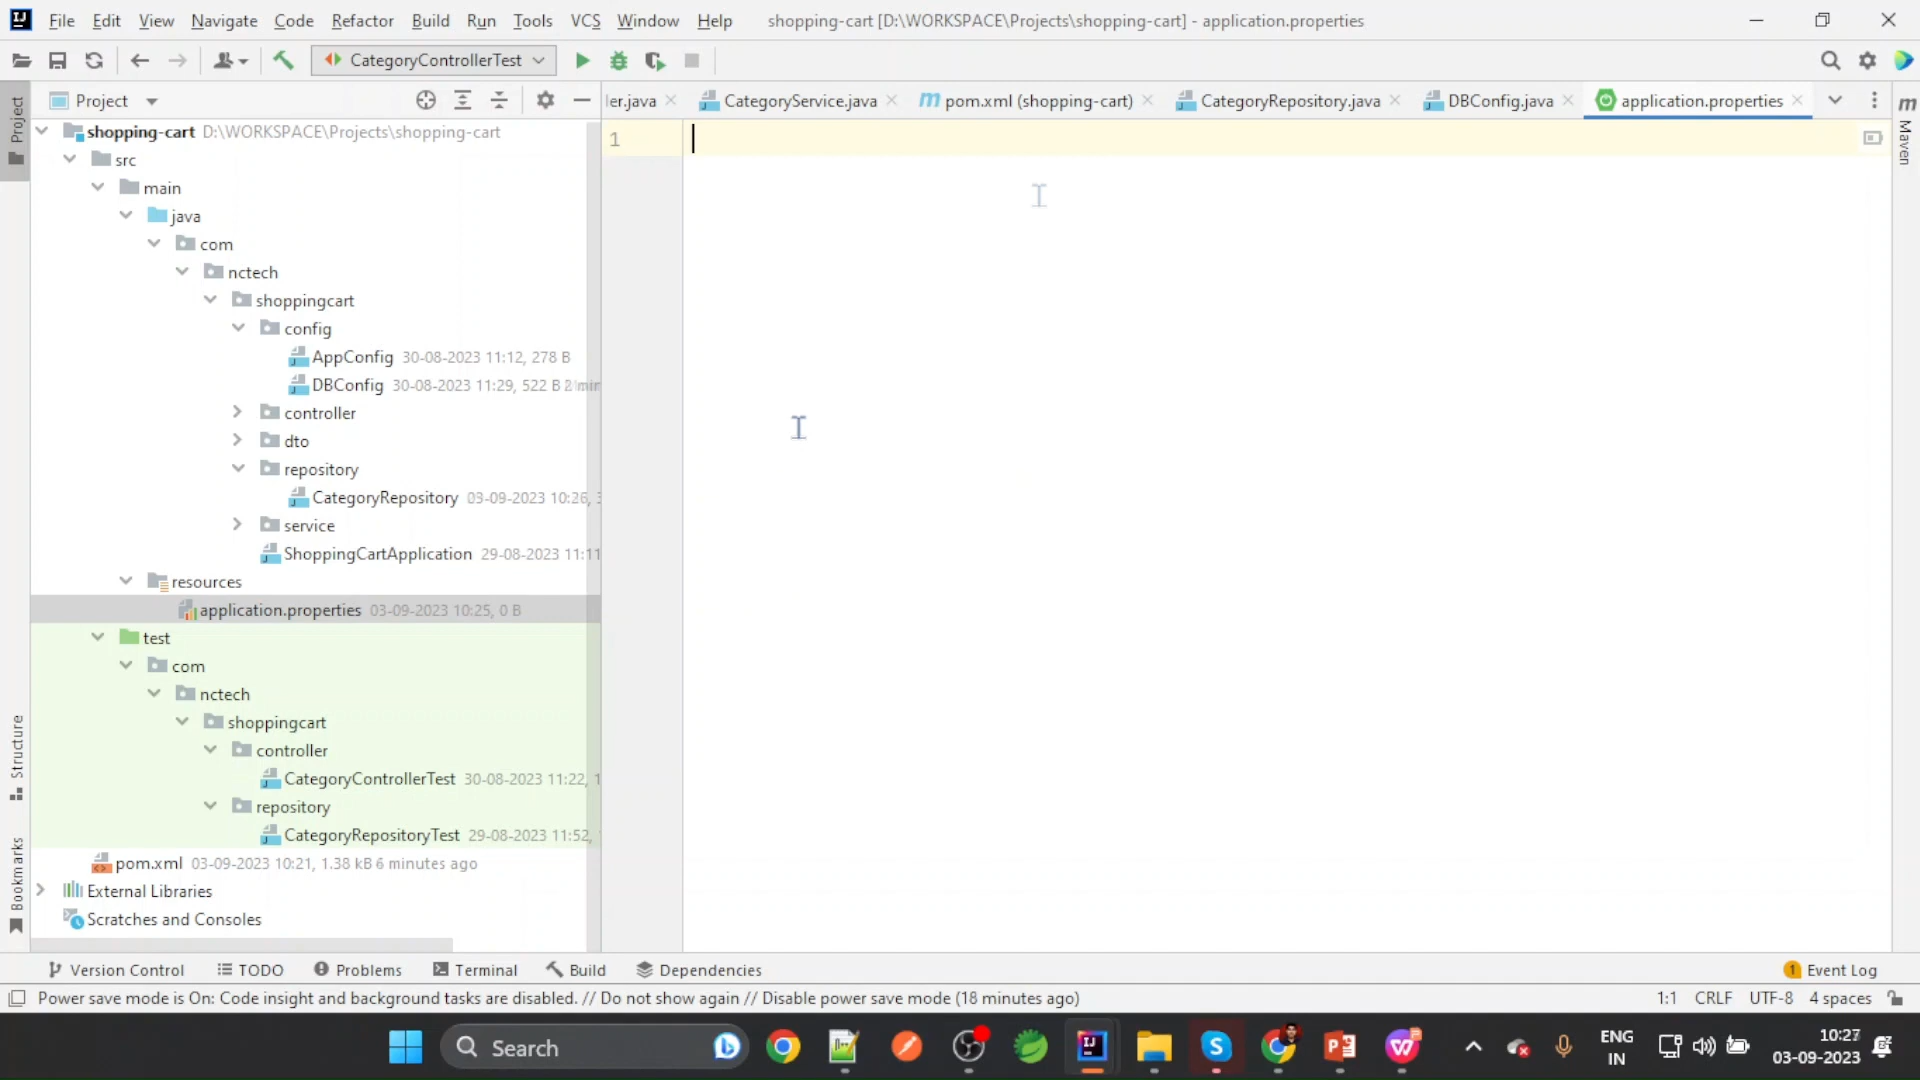 File Edit View Navigate Code Refactor Build Run Tools VCS Window Help shopping-cart [D:\WORKSPACE\Projects\shopping-cart] - application.properties
CategoryControllerTest
Project
ler.java CategoryService.java pom.xml (shopping-cart) CategoryRepository.java DBConfig.java application.properties
Project
Maven
shopping-cart D:\WORKSPACE\Projects\shopping-cart
1
src
main
java
com
nctech
shoppingcart
config
AppConfig 30-08-2023 11:12, 278 B
DBConfig 30-08-2023 11:29, 522 B
controller
dto
repository
CategoryRepository 03-09-2023 10:26,
service
ShoppingCartApplication 29-08-2023 11:11
resources
application.properties 03-09-2023 10:25, 0 B
test
com
nctech
shoppingcart
controller
CategoryControllerTest 30-08-2023 11:22, 1
repository
CategoryRepositoryTest 29-08-2023 11:52,
pom.xml 03-09-2023 10:21, 1.38 kB 6 minutes ago
External Libraries
Scratches and Consoles
Structure
Bookmarks
Version Control TODO Problems Terminal Build Dependencies 1 Event Log
Power save mode is On: Code insight and background tasks are disabled. // Do not show again // Disable power save mode (18 minutes ago) 1:1 CRLF UTF-8 4 spaces
Search
ENG
IN
10:27
03-09-2023